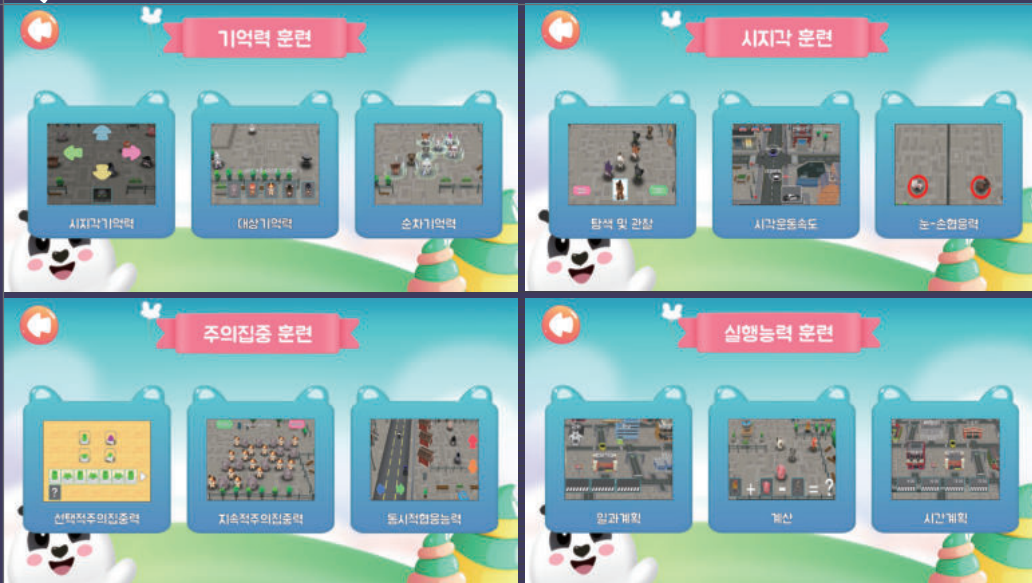 기억력 훈련
시지각기억력
대상기억력
순차기억력
시지각 훈련
탐색 및 관찰
시각운동속도
눈-손협응력
주의집중 훈련
?
선택적주의집중력
지속적주의집중력
동시적협응능력
실행능력 훈련
+ - = ?
일과계획
계산
시간계획